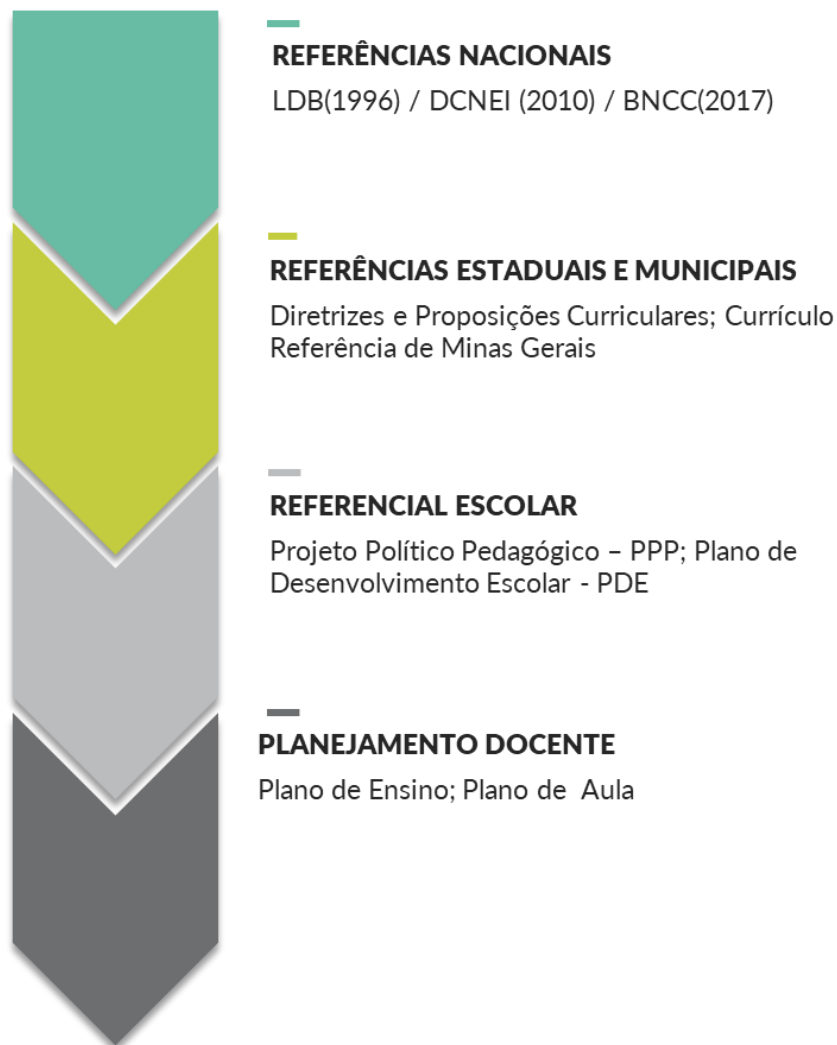 REFERÊNCIAS NACIONAIS
LDB(1996) / DCNEI (2010) / BNCC(2017)
REFERÊNCIAS ESTADUAIS E MUNICIPAIS
Diretrizes e Proposições Curriculares; Currículo
Referência de Minas Gerais
REFERENCIAL ESCOLAR
Projeto Político Pedagógico – PPP; Plano de
Desenvolvimento Escolar - PDE
PLANEJAMENTO DOCENTE
Plano de Ensino; Plano de Aula